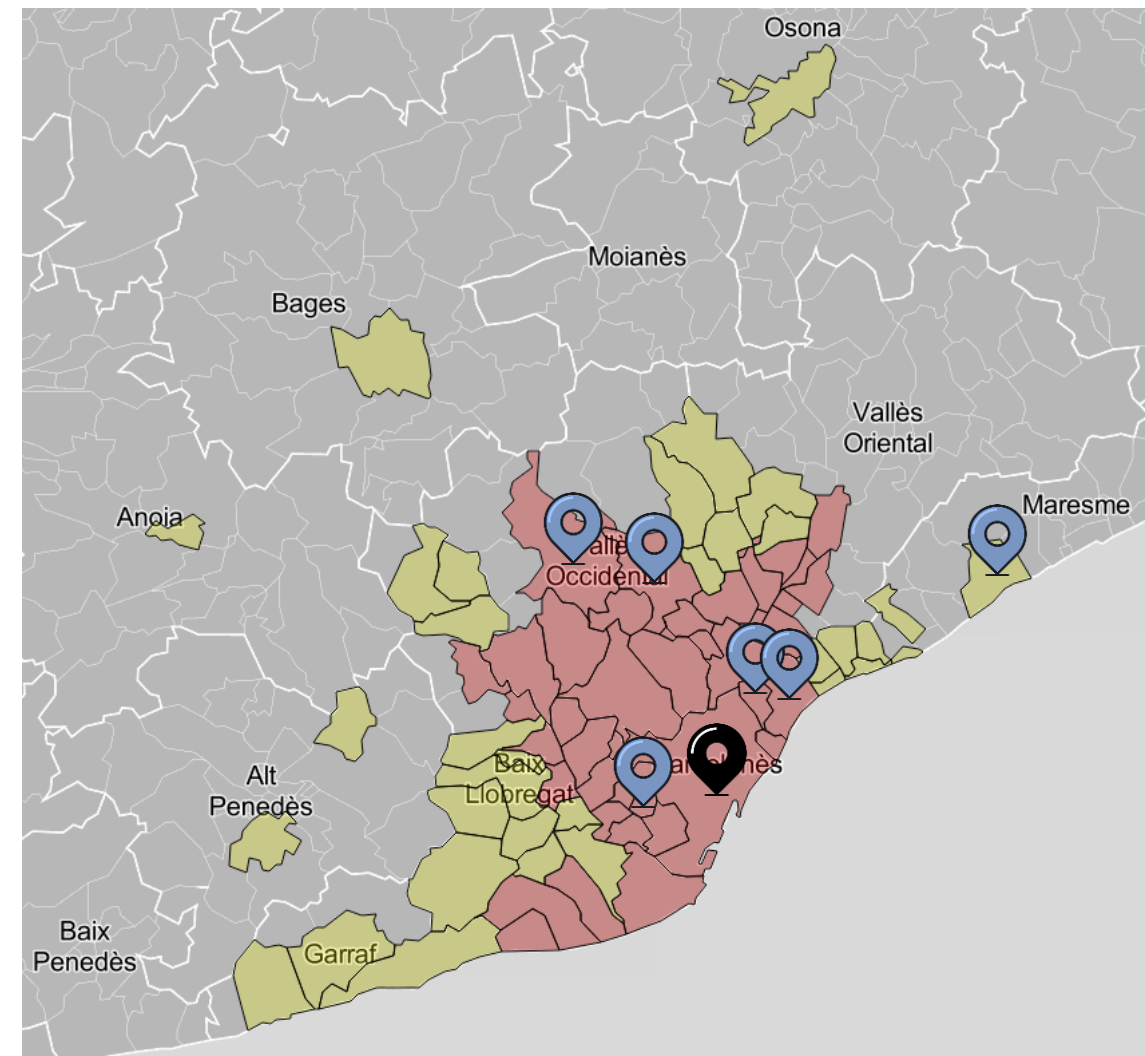 Osona
Moianès
Bages
Vallès
Oriental
Maresme
Anoia
Occidental
Baix
Llobregat
Alt
Penedès
Garraf
Baix
Penedès